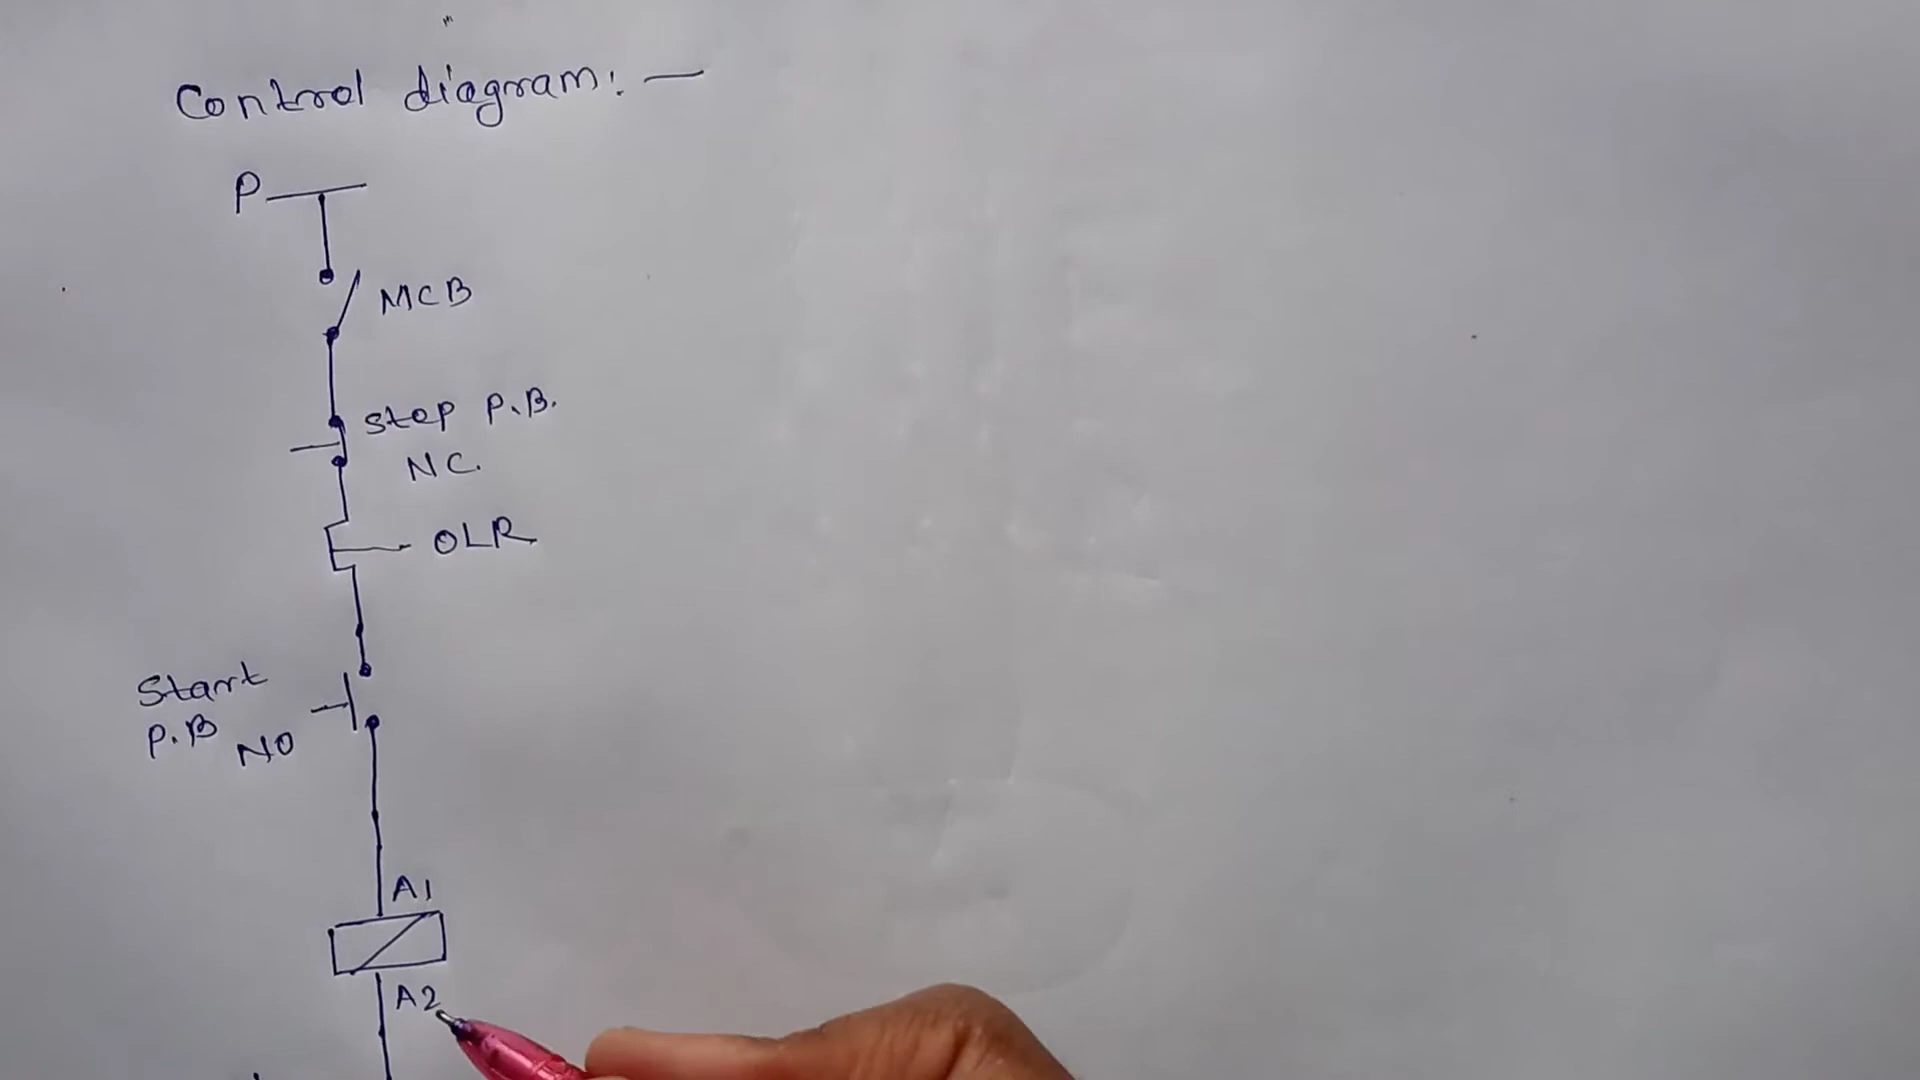 Control diagram: —
P
MCB
Stop P.B.
NC.
OLR
Start
P.B
NO
A1
A2